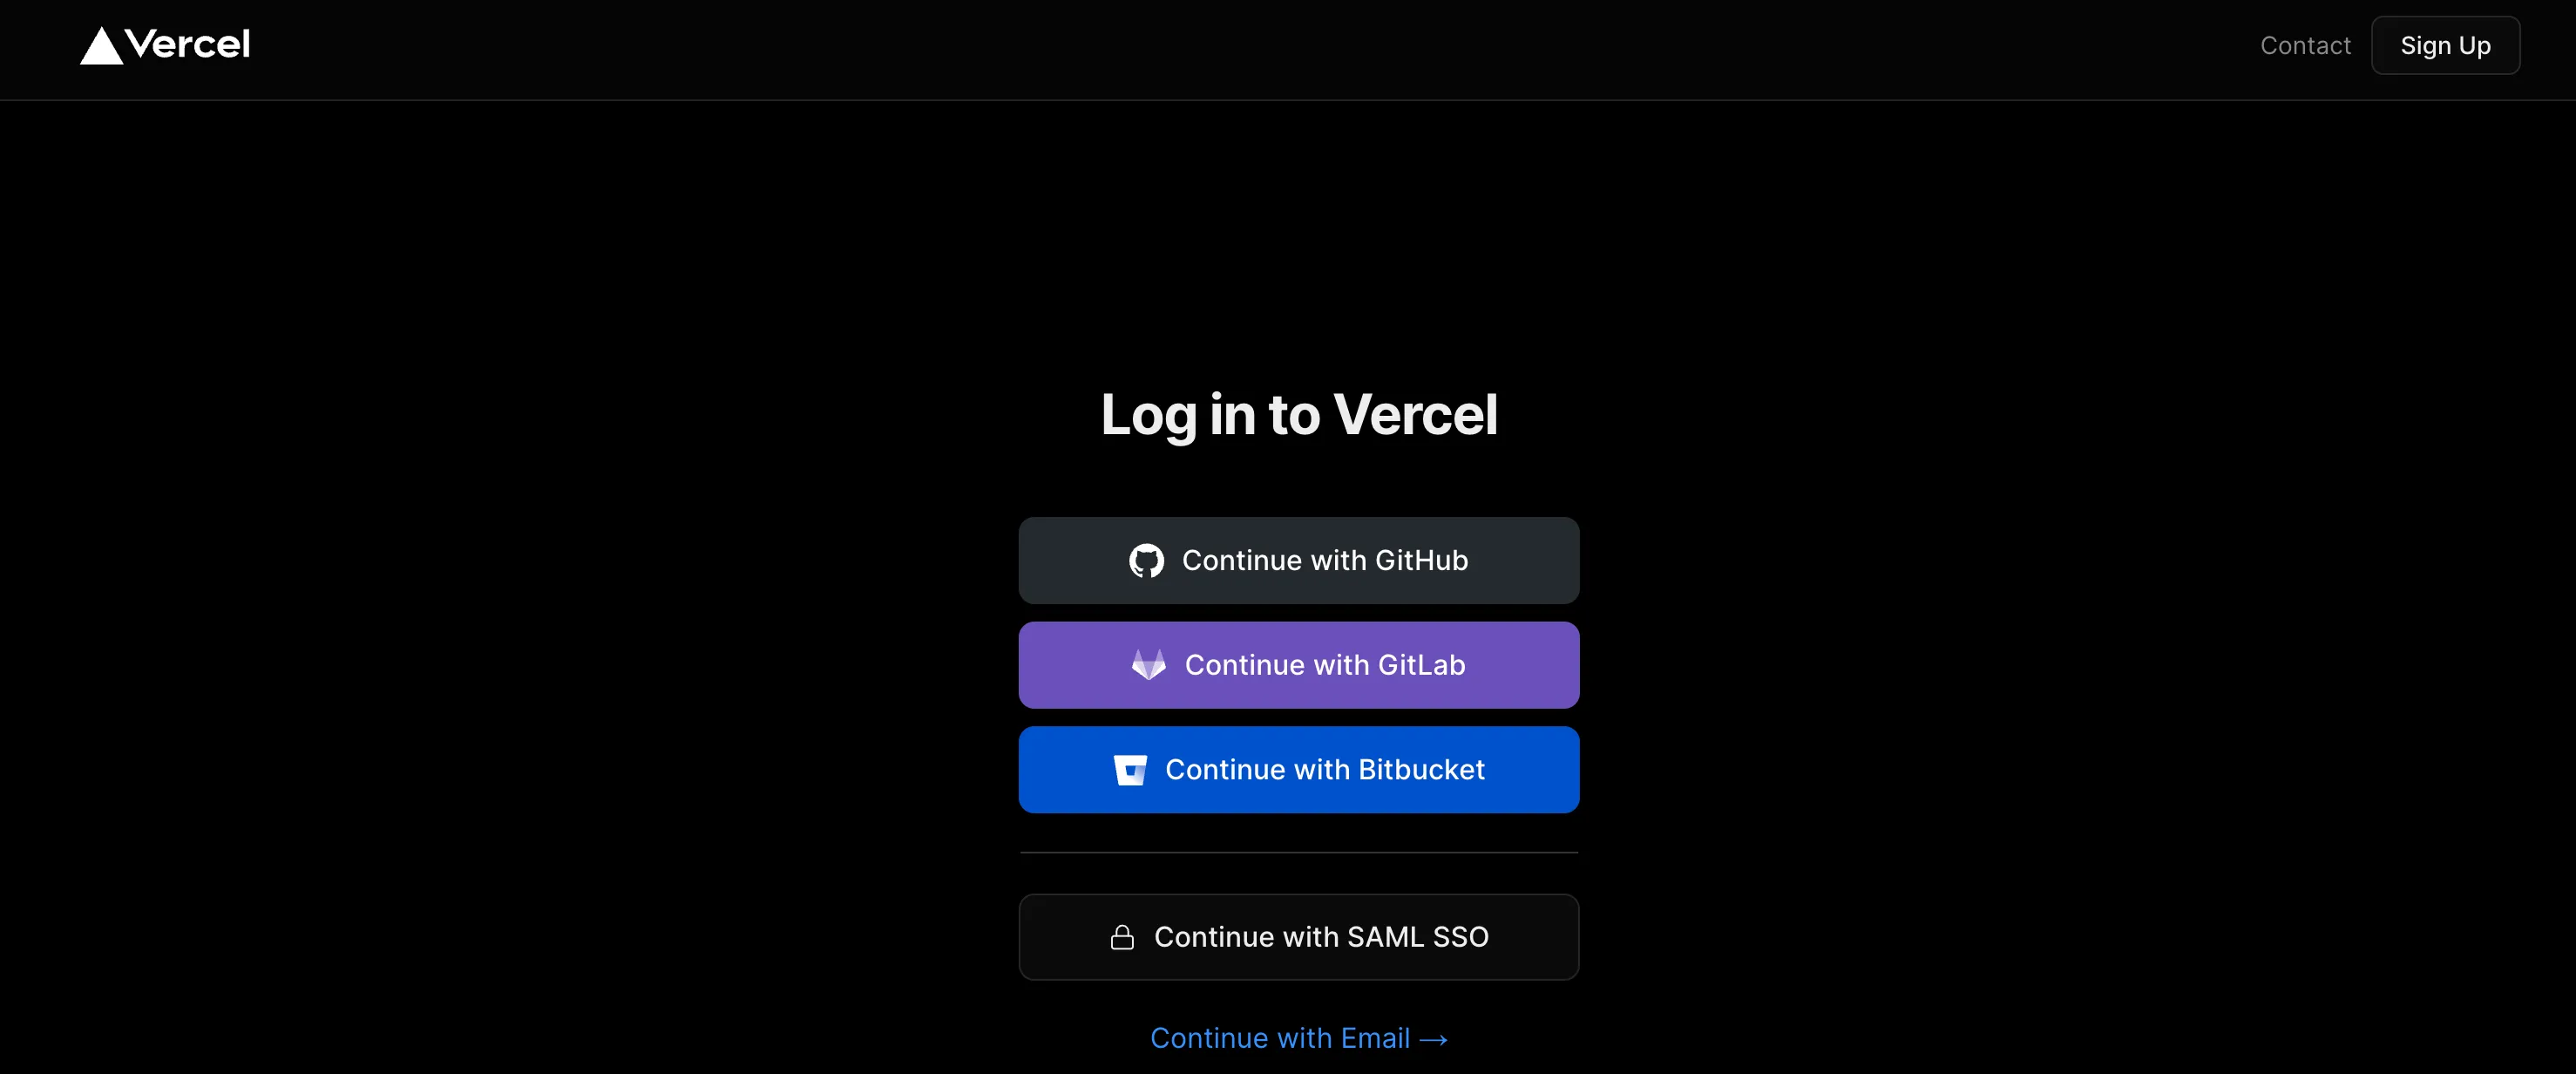 Vercel
Contact
Sign Up
Log in to Vercel
Continue with GitHub
Continue with GitLab
Continue with Bitbucket
Continue with SAML SSO
Continue with Email →